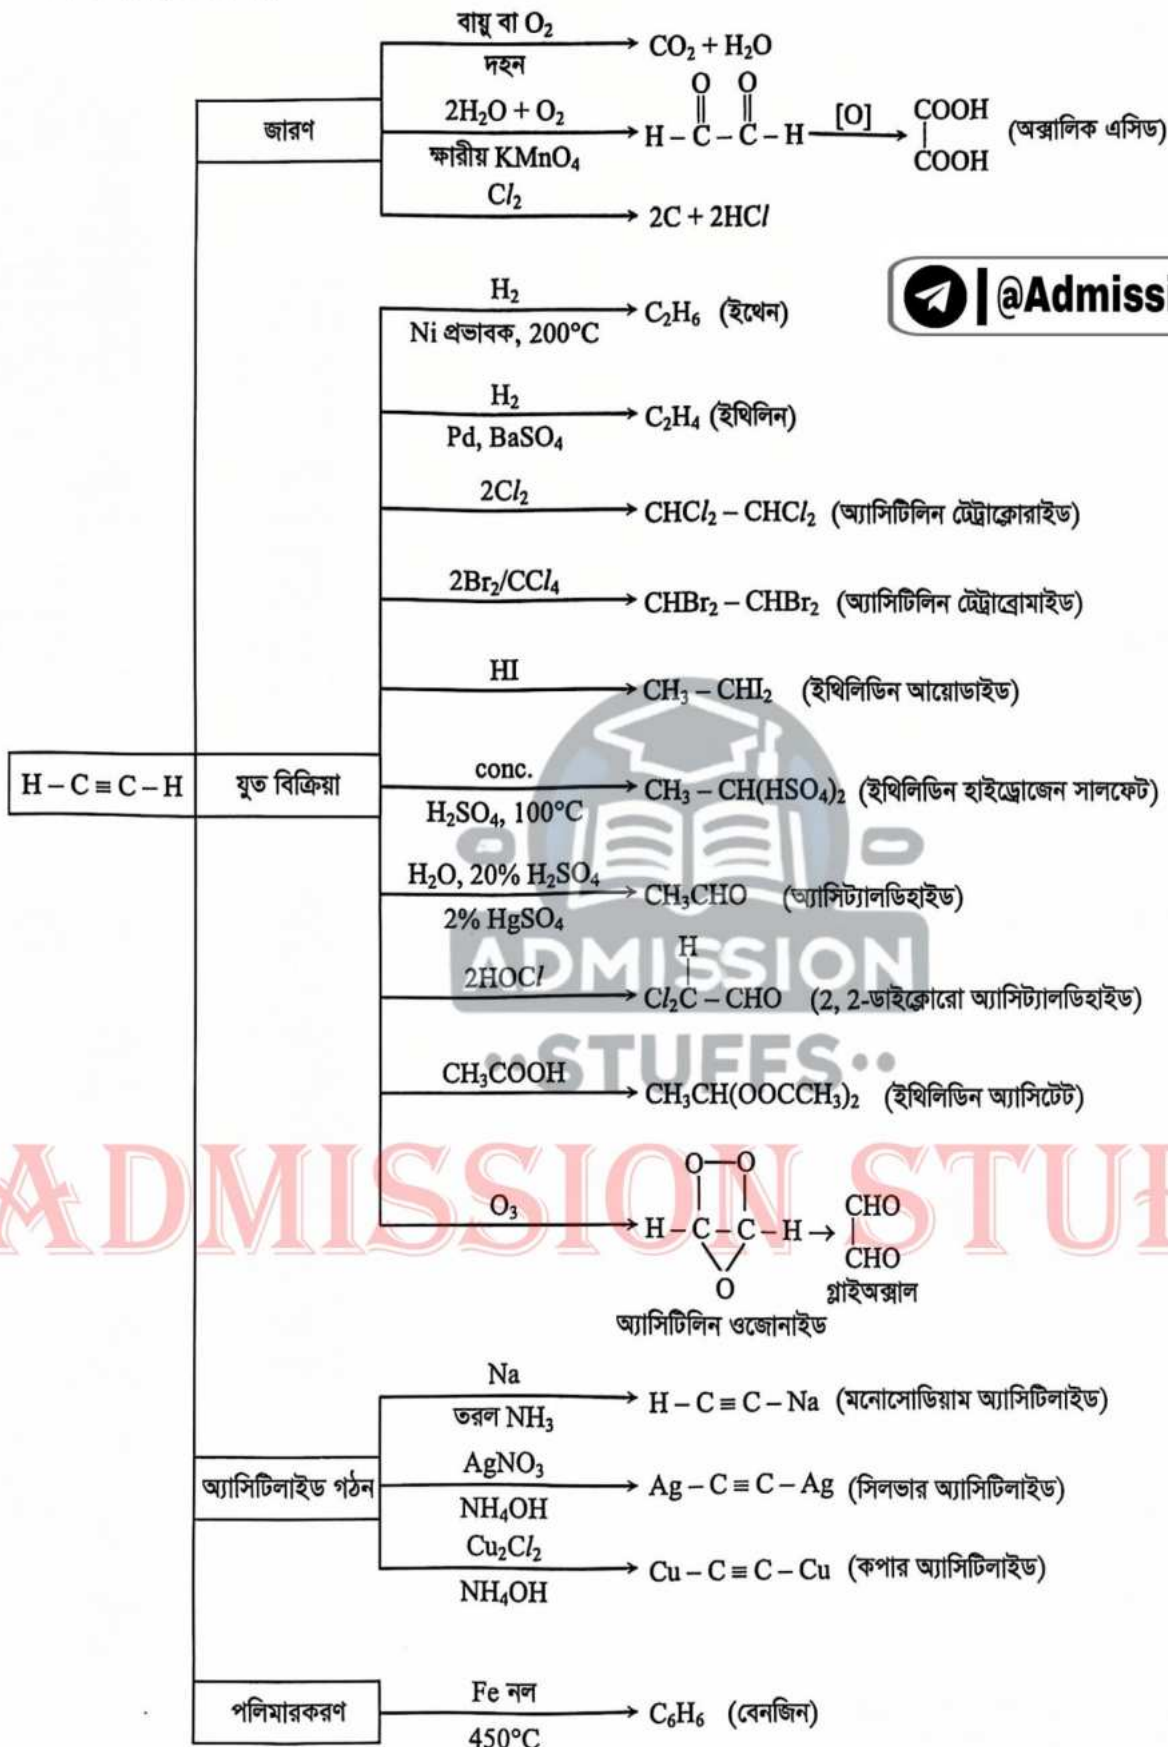 বায়ু বা O₂
দহন
CO₂ + H₂O
জারণ
2H₂O + O₂
ক্ষারীয় KMnO₄
O O
H – C – C – H
[O]
COOH
COOH
(অক্সালিক এসিড)
Cl₂
2C + 2HCl
@Admissi
H₂
Ni প্রভাবক, 200°C
C₂H₆ (ইথেন)
H₂
Pd, BaSO₄
C₂H₄ (ইথিলিন)
2Cl₂
CHCl₂ – CHCl₂ (অ্যাসিটিলিন টেট্রাক্লোরাইড)
2Br₂/CCl₄
CHBr₂ – CHBr₂ (অ্যাসিটিলিন টেট্রাব্রোমাইড)
HI
CH₃ – CHI₂ (ইথিলিডিন আয়োডাইড)
H – C ≡ C – H
যুত বিক্রিয়া
conc.
H₂SO₄, 100°C
CH₃ – CH(HSO₄)₂ (ইথিলিডিন হাইড্রোজেন সালফেট)
H₂O, 20% H₂SO₄
2% HgSO₄
CH₃CHO (অ্যাসিট্যালডিহাইড)
ADMISSION
2HOCl
H
Cl₂C – CHO (2, 2-ডাইক্লোরো অ্যাসিট্যালডিহাইড)
••STUFFS••
CH₃COOH
CH₃CH(OOCCH₃)₂ (ইথিলিডিন অ্যাসিটেট)
ADMISSION STU
O₃
O—O
H – C – C – H →
O
অ্যাসিটিলিন ওজোনাইড
CHO
CHO
গ্লাইঅক্সাল
Na
তরল NH₃
H – C ≡ C – Na (মনোসোডিয়াম অ্যাসিটিলাইড)
অ্যাসিটিলাইড গঠন
AgNO₃
NH₄OH
Ag – C ≡ C – Ag (সিলভার অ্যাসিটিলাইড)
Cu₂Cl₂
NH₄OH
Cu – C ≡ C – Cu (কপার অ্যাসিটিলাইড)
পলিমারকরণ
Fe নল
450°C
C₆H₆ (বেনজিন)